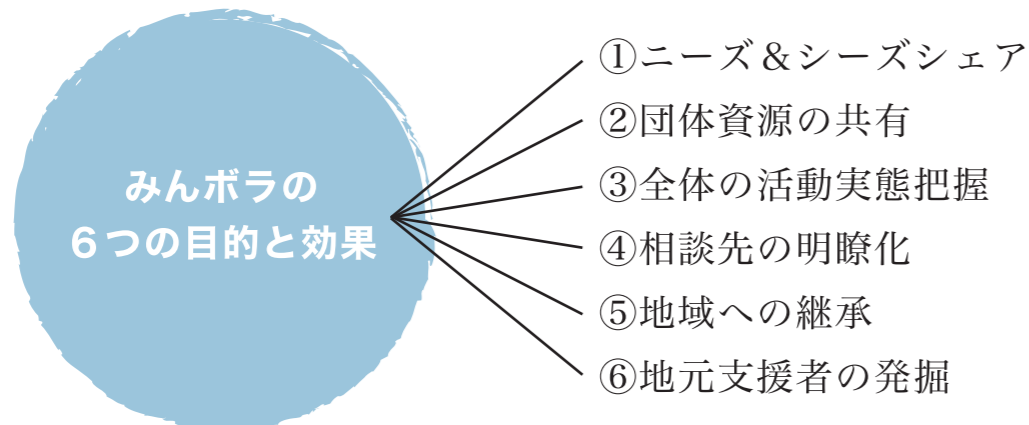 みんボラの
６つの目的と効果
①ニーズ＆シーズシェア
②団体資源の共有
③全体の活動実態把握
④相談先の明瞭化
⑤地域への継承
⑥地元支援者の発掘